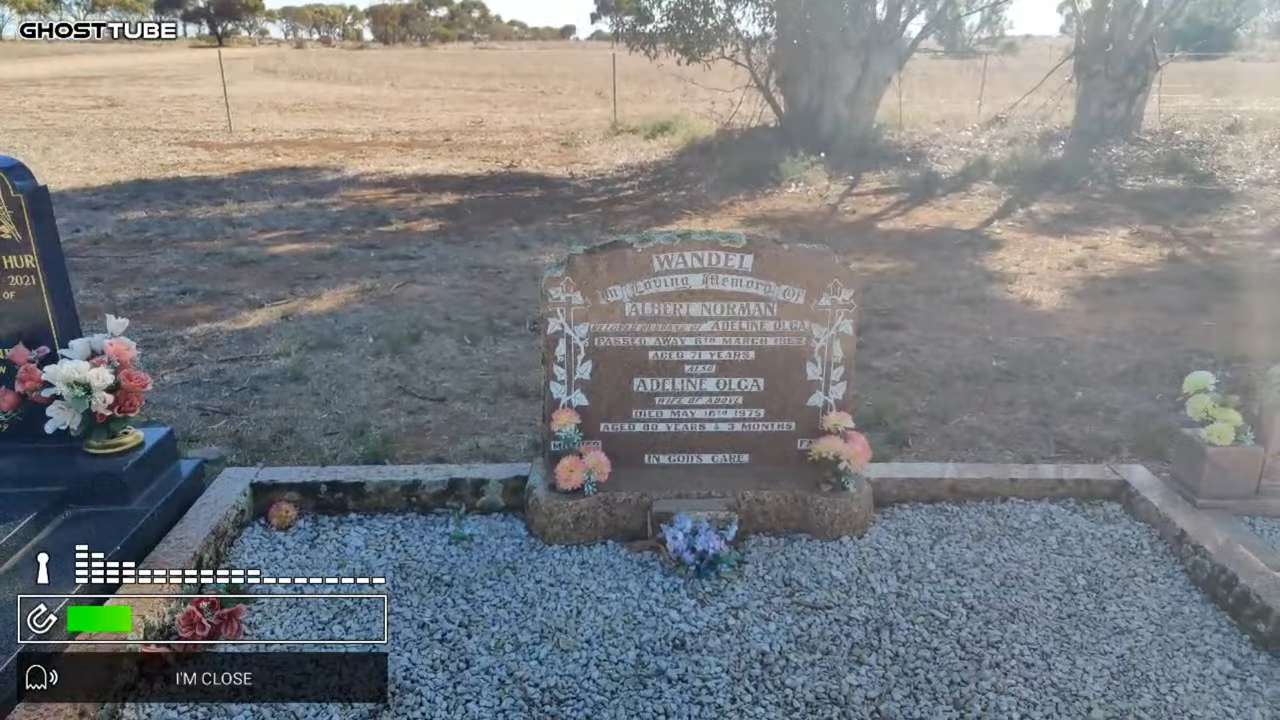 GHOSTTUBE
HUR
- 2021
OF
WANDEL
In Loving Memory Of
ALBERT NORMAN
BELOVED HUSBAND OF ADELINE OLGA
PASSED AWAY 6TH MARCH 1962
AGED 71 YEARS.
ALSO
ADELINE OLGA
WIFE OF ABOVE
DIED MAY 16TH 1975
AGED 80 YEARS & 3 MONTHS
IN GOD'S CARE.
I'M CLOSE